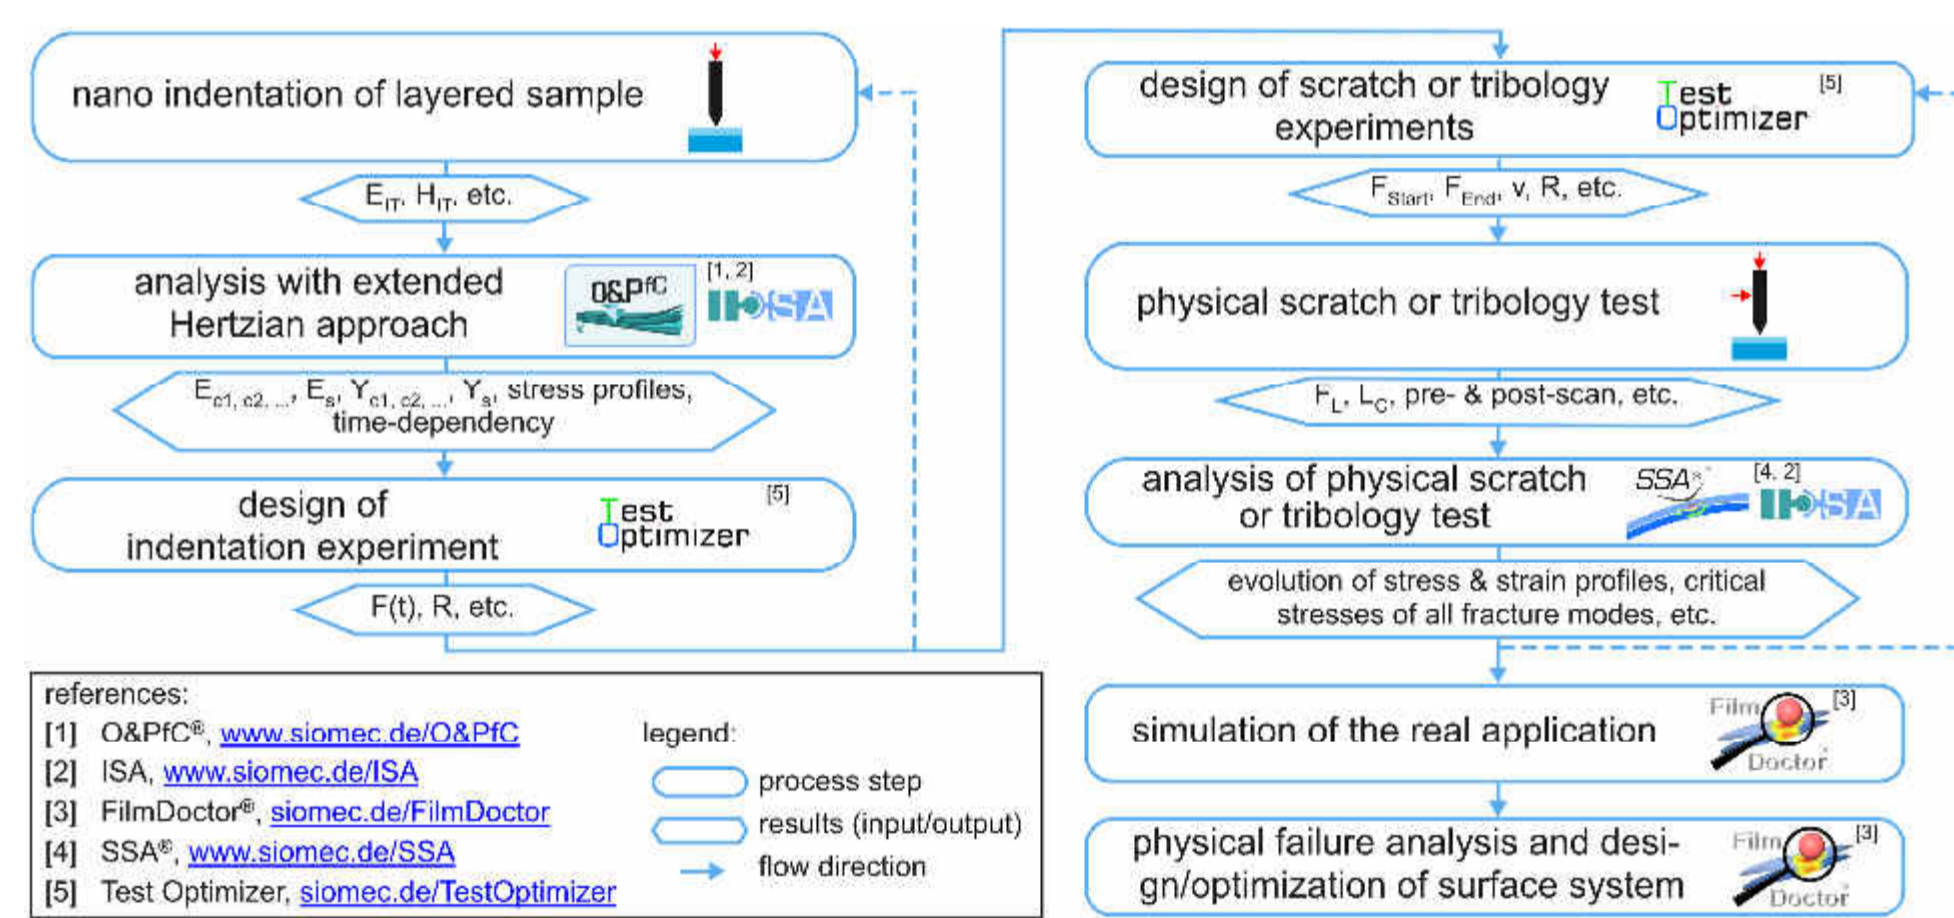 nano indentation of layered sample
E_IT, H_IT, etc.
analysis with extended
Hertzian approach
O&PfC
[1, 2]
ISA
E_c1, c2, ..., E_s, Y_c1, c2, ..., Y_s, stress profiles,
time-dependency
design of
indentation experiment
Test
Optimizer
[5]
F(t), R, etc.
design of scratch or tribology
experiments
Test
Optimizer
[5]
F_Start, F_End, v, R, etc.
physical scratch or tribology test
F_L, L_C, pre- & post-scan, etc.
analysis of physical scratch
or tribology test
SSA®
[4, 2]
ISA
evolution of stress & strain profiles, critical
stresses of all fracture modes, etc.
simulation of the real application
Film
Doctor
[3]
physical failure analysis and desi-
gn/optimization of surface system
Film
Doctor
[3]
references:
[1] O&PfC®, www.siomec.de/O&PfC
[2] ISA, www.siomec.de/ISA
[3] FilmDoctor®, siomec.de/FilmDoctor
[4] SSA®, www.siomec.de/SSA
[5] Test Optimizer, siomec.de/TestOptimizer
legend:
process step
results (input/output)
flow direction